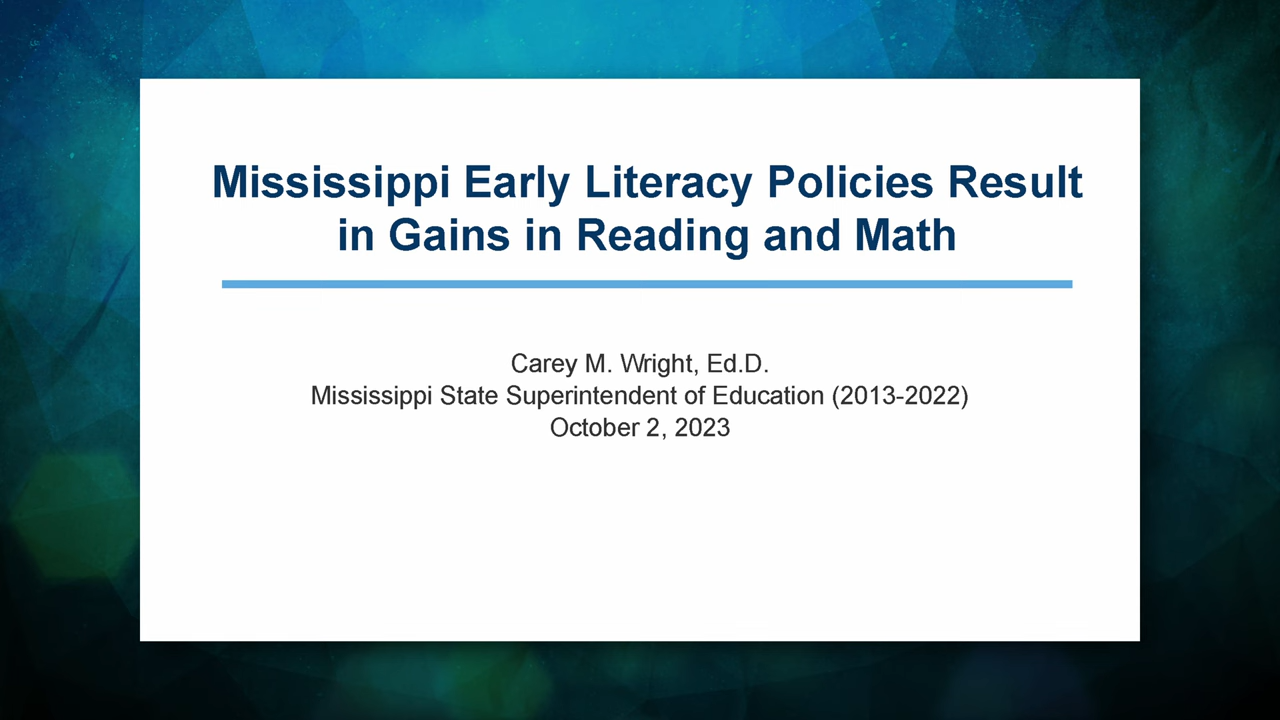 Mississippi Early Literacy Policies Result
in Gains in Reading and Math
Carey M. Wright, Ed.D.
Mississippi State Superintendent of Education (2013-2022)
October 2, 2023